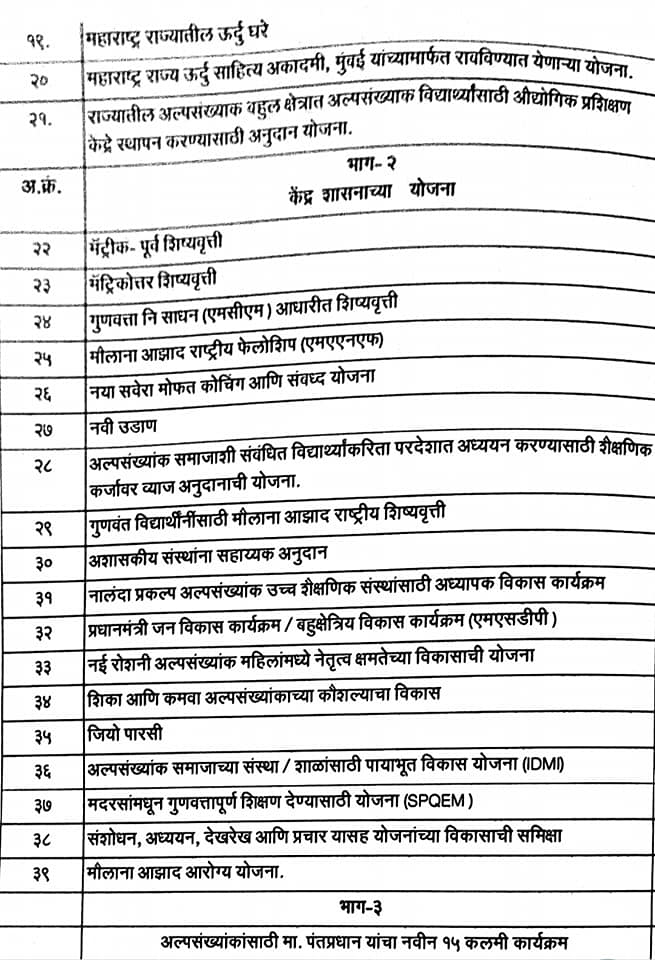 १९. महाराष्ट्र राज्यातील ऊर्दु घरे
२० महाराष्ट्र राज्य ऊर्दु साहित्य अकादमी, मुंबई यांच्यामार्फत राबविण्यात येणाऱ्या योजना.
२१. राज्यातील अल्पसंख्याक बहुल क्षेत्रात अल्पसंख्याक विद्यार्थ्यांसाठी औद्योगिक प्रशिक्षण
केंद्रे स्थापन करण्यासाठी अनुदान योजना.
भाग- २
अ.क्रं. केंद्र शासनाच्या योजना
२२ मॅट्रीक- पूर्व शिष्यवृत्ती
२३ मॅट्रिकोत्तर शिष्यवृत्ती
२४ गुणवत्ता नि साधन (एमसीएम) आधारीत शिष्यवृत्ती
२५ मौलाना आझाद राष्ट्रीय फेलोशिप (एमएएनएफ)
२६ नया सवेरा मोफत कोचिंग आणि संवध्द योजना
२७ नवी उडाण
२८ अल्पसंख्यांक समाजाशी संबंधित विद्यार्थ्यांकरिता परदेशात अध्ययन करण्यासाठी शैक्षणिक
कर्जावर व्याज अनुदानाची योजना.
२९ गुणवंत विद्यार्थीनींसाठी मौलाना आझाद राष्ट्रीय शिष्यवृत्ती
३० अशासकीय संस्थांना सहाय्यक अनुदान
३१ नालंदा प्रकल्प अल्पसंख्यांक उच्च शैक्षणिक संस्थांसाठी अध्यापक विकास कार्यक्रम
३२ प्रधानमंत्री जन विकास कार्यक्रम / बहुक्षेत्रिय विकास कार्यक्रम (एमएसडीपी )
३३ नई रोशनी अल्पसंख्यांक महिलांमध्ये नेतृत्व क्षमतेच्या विकासाची योजना
३४ शिका आणि कमवा अल्पसंख्यांकाच्या कौशल्याचा विकास
३५ जियो पारसी
३६ अल्पसंख्यांक समाजाच्या संस्था / शाळांसाठी पायाभूत विकास योजना (IDMI)
३७ मदरसांमधून गुणवत्तापूर्ण शिक्षण देण्यासाठी योजना (SPQEM )
३८ संशोधन, अध्ययन, देखरेख आणि प्रचार यासह योजनांच्या विकासाची समिक्षा
३९ मौलाना आझाद आरोग्य योजना.
भाग-३
अल्पसंख्यांकांसाठी मा. पंतप्रधान यांचा नवीन १५ कलमी कार्यक्रम